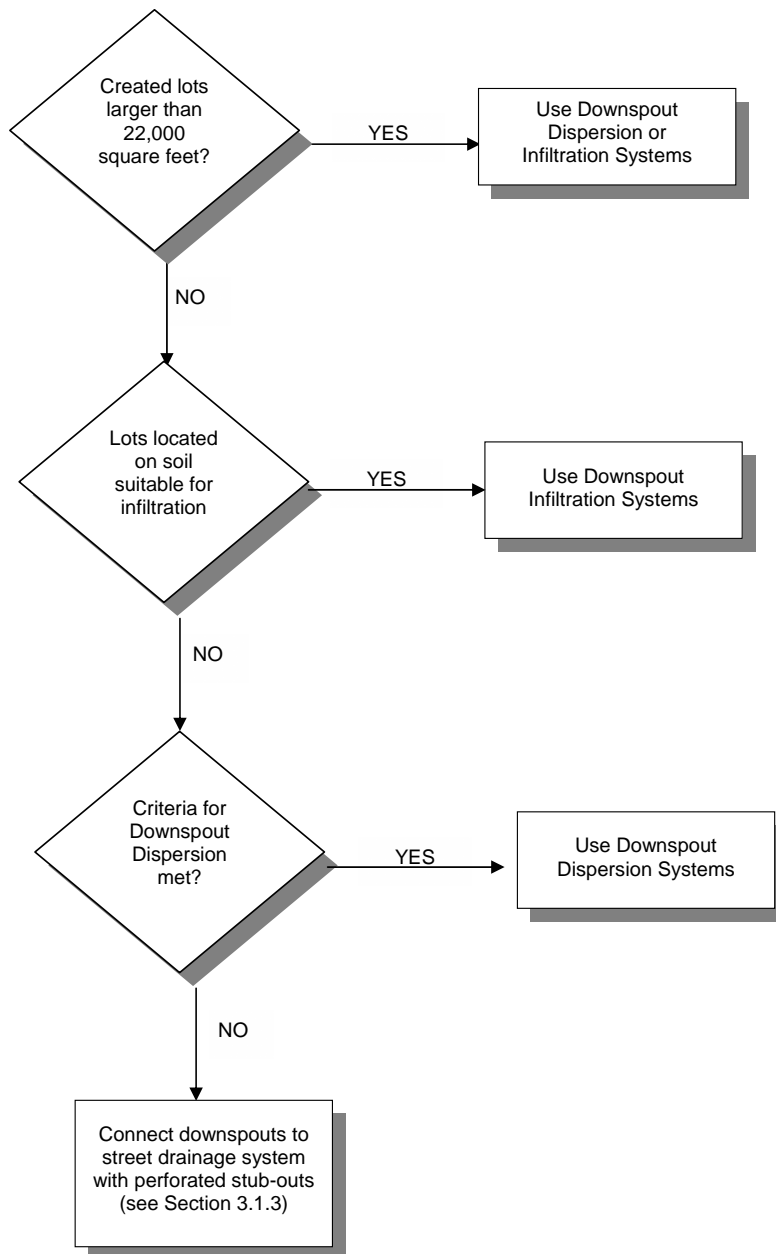 Created lots
larger than
22,000
square feet?
YES
Use Downspout
Dispersion or
Infiltration Systems
NO
Lots located
on soil
suitable for
infiltration
YES
Use Downspout
Infiltration Systems
NO
Criteria for
Downspout
Dispersion
met?
YES
Use Downspout
Dispersion Systems
NO
Connect downspouts to
street drainage system
with perforated stub-outs
(see Section 3.1.3)